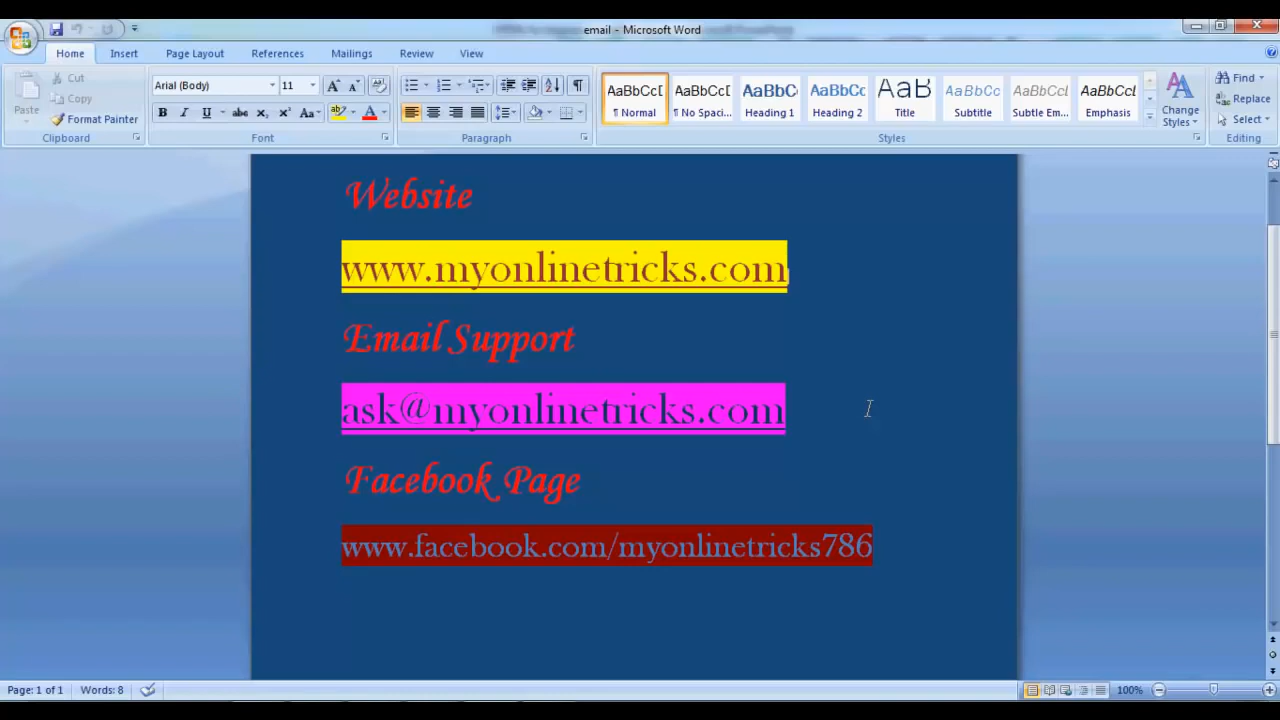 email - Microsoft Word
Home Insert Page Layout References Mailings Review View
Cut
Copy
Format Painter
Paste
Clipboard
Arial (Body) 11
Font
Paragraph
AaBbCcI AaBbCcI AaBbC AaBbCc AaB AaBbCc AaBbCcl AaBbCcl
¶ Normal ¶ No Spaci... Heading 1 Heading 2 Title Subtitle Subtle Em... Emphasis
Change Styles
Styles
Find
Replace
Select
Editing
Website
www.myonlinetricks.com
Email Support
ask@myonlinetricks.com
Facebook Page
www.facebook.com/myonlinetricks786
Page: 1 of 1 Words: 8 100%